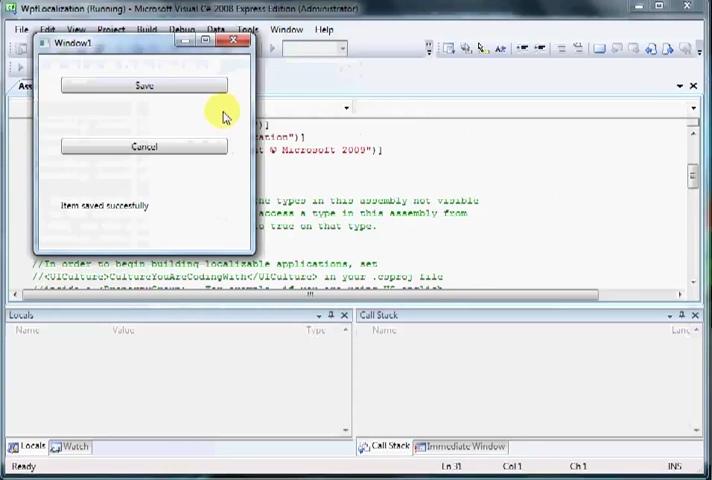 WpfLocalization (Running) - Microsoft Visual C# 2008 Express Edition (Administrator)
File Edit View Project Build Debug Data Tools Window Help
Window1
Save
Cancel
Item saved succesfully
)]
ation")]
t © Microsoft 2009")]
the types in this assembly not visible
access a type in this assembly from
to true on that type.
//In order to begin building localizable applications, set
//<UICulture>CultureYouAreCodingWith</UICulture> in your .csproj file
Locals
Call Stack
Name Value Type
Name Lang
Locals Watch
Call Stack Immediate Window
Ready Ln 31 Col 1 Ch 1 INS